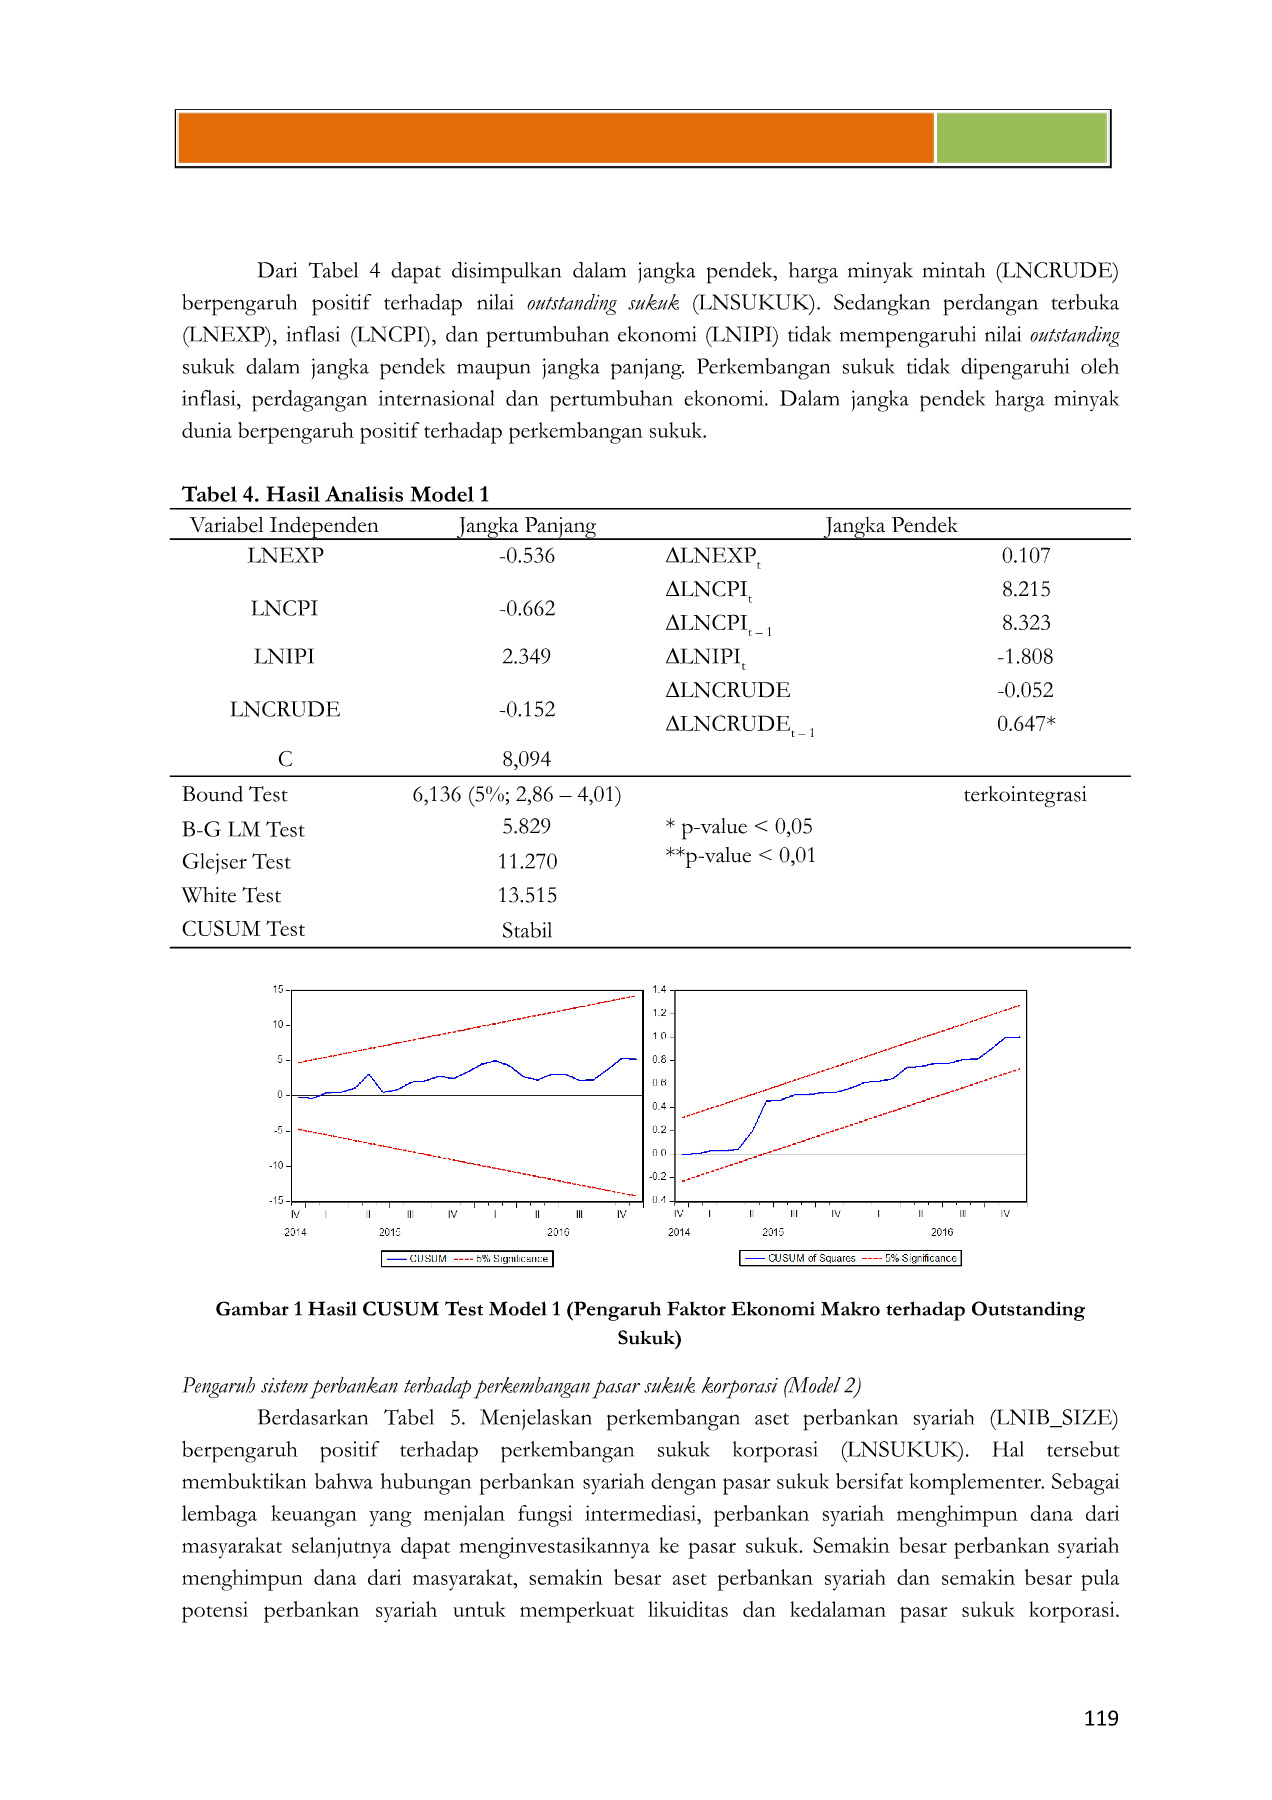 Dari Tabel 4 dapat disimpulkan dalam jangka pendek, harga minyak mintah (LNCRUDE)
berpengaruh positif terhadap nilai outstanding sukuk (LNSUKUK). Sedangkan perdangan terbuka
(LNEXP), inflasi (LNCPI), dan pertumbuhan ekonomi (LNIPI) tidak mempengaruhi nilai outstanding
sukuk dalam jangka pendek maupun jangka panjang. Perkembangan sukuk tidak dipengaruhi oleh
inflasi, perdagangan internasional dan pertumbuhan ekonomi. Dalam jangka pendek harga minyak
dunia berpengaruh positif terhadap perkembangan sukuk.
Tabel 4. Hasil Analisis Model 1
Variabel Independen Jangka Panjang Jangka Pendek
LNEXP -0.536 ΔLNEXPt 0.107
ΔLNCPIt 8.215
LNCPI -0.662
ΔLNCPIt – 1 8.323
LNIPI 2.349 ΔLNIPIt -1.808
ΔLNCRUDE -0.052
LNCRUDE -0.152
ΔLNCRUDEt – 1 0.647*
C 8,094
Bound Test 6,136 (5%; 2,86 – 4,01) terkointegrasi
B-G LM Test 5.829 * p-value < 0,05
Glejser Test 11.270 **p-value < 0,01
White Test 13.515
CUSUM Test Stabil
15
10
5
0
-5
-10
-15
IV I II III IV I II III IV
2014 2015 2016
CUSUM 5% Significance
1.4
1.2
1.0
0.8
0.6
0.4
0.2
0.0
-0.2
0.4
IV I II III IV I II III IV
2014 2015 2016
CUSUM of Squares 5% Significance
Gambar 1 Hasil CUSUM Test Model 1 (Pengaruh Faktor Ekonomi Makro terhadap Outstanding
Sukuk)
Pengaruh sistem perbankan terhadap perkembangan pasar sukuk korporasi (Model 2)
Berdasarkan Tabel 5. Menjelaskan perkembangan aset perbankan syariah (LNIB_SIZE)
berpengaruh positif terhadap perkembangan sukuk korporasi (LNSUKUK). Hal tersebut
membuktikan bahwa hubungan perbankan syariah dengan pasar sukuk bersifat komplementer. Sebagai
lembaga keuangan yang menjalan fungsi intermediasi, perbankan syariah menghimpun dana dari
masyarakat selanjutnya dapat menginvestasikannya ke pasar sukuk. Semakin besar perbankan syariah
menghimpun dana dari masyarakat, semakin besar aset perbankan syariah dan semakin besar pula
potensi perbankan syariah untuk memperkuat likuiditas dan kedalaman pasar sukuk korporasi.
119